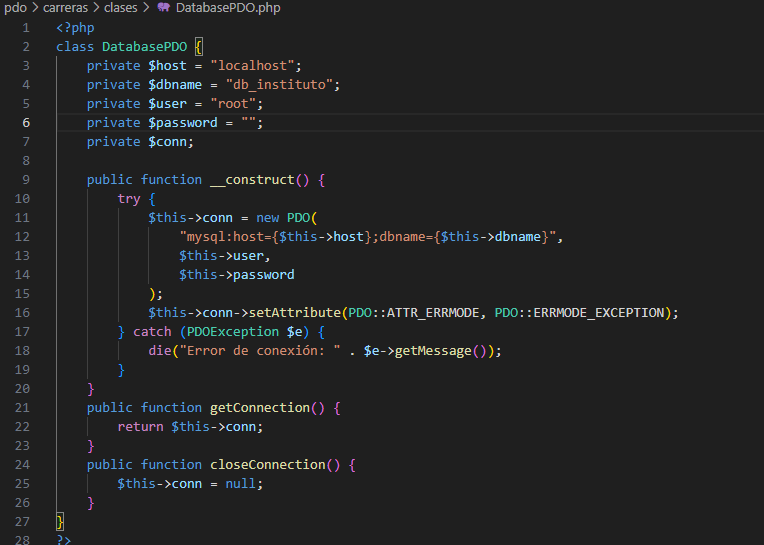 pdo > carreras > clases > DatabasePDO.php
1 <?php
2 class DatabasePDO {
3     private $host = "localhost";
4     private $dbname = "db_instituto";
5     private $user = "root";
6     private $password = "";
7     private $conn;
8
9     public function __construct() {
10         try {
11             $this->conn = new PDO(
12                 "mysql:host={$this->host};dbname={$this->dbname}",
13                 $this->user,
14                 $this->password
15             );
16             $this->conn->setAttribute(PDO::ATTR_ERRMODE, PDO::ERRMODE_EXCEPTION);
17         } catch (PDOException $e) {
18             die("Error de conexión: " . $e->getMessage());
19         }
20     }
21     public function getConnection() {
22         return $this->conn;
23     }
24     public function closeConnection() {
25         $this->conn = null;
26     }
27 }
28 ?>